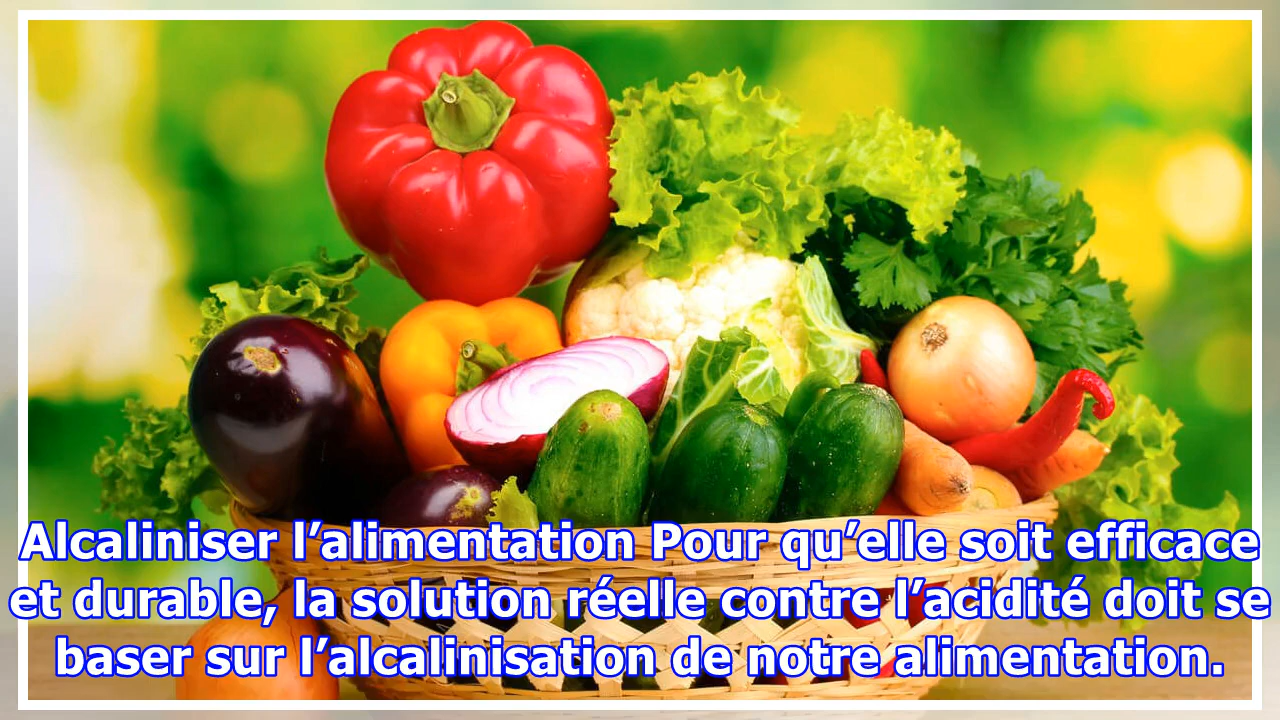 Alcaliniser l’alimentation Pour qu’elle soit efficace
et durable, la solution réelle contre l’acidité doit se
baser sur l’alcalinisation de notre alimentation.